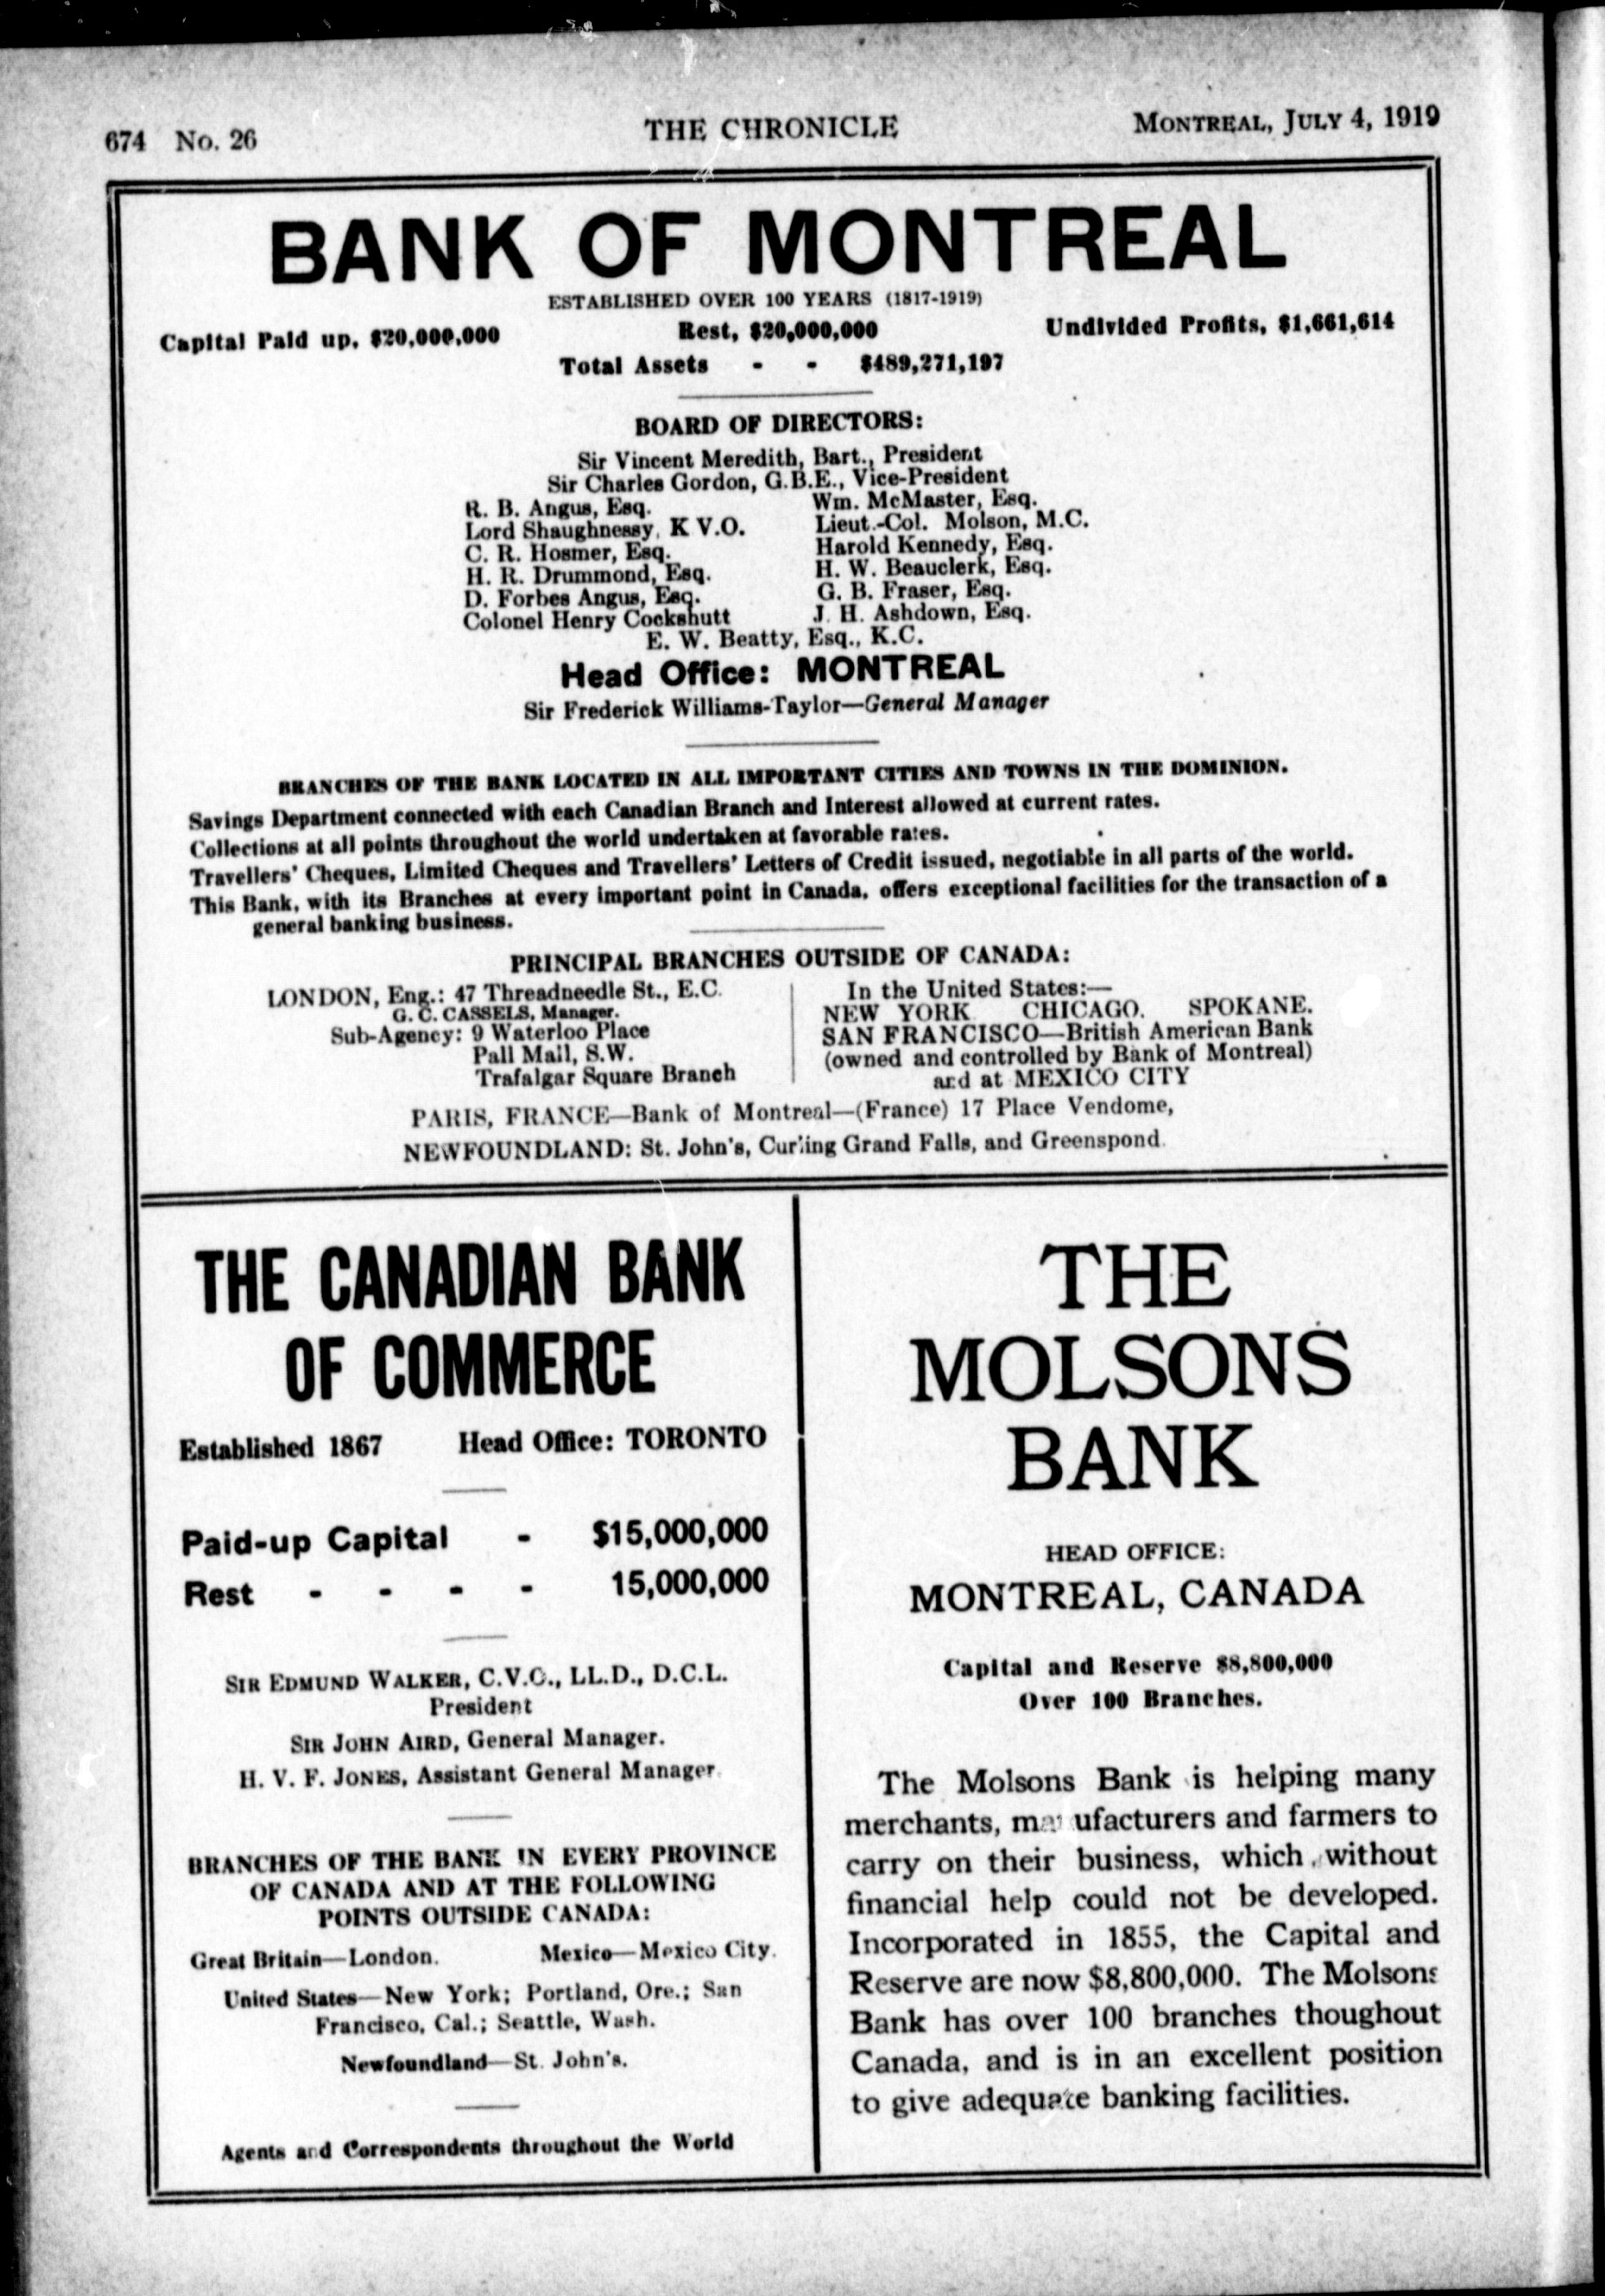 674 No. 26
THE CHRONICLE
MONTREAL, JULY 4, 1919
BANK OF MONTREAL
ESTABLISHED OVER 100 YEARS (1817-1919)
Capital Paid up, $20,000,000
Rest, $20,000,000
Undivided Profits, $1,661,614
Total Assets - - $489,271,197
BOARD OF DIRECTORS:
Sir Vincent Meredith, Bart., President
Sir Charles Gordon, G.B.E., Vice-President
R. B. Angus, Esq.
Wm. McMaster, Esq.
Lord Shaughnessy, K V.O.
Lieut.-Col. Molson, M.C.
C. R. Hosmer, Esq.
Harold Kennedy, Esq.
H. R. Drummond, Esq.
H. W. Beauclerk, Esq.
D. Forbes Angus, Esq.
G. B. Fraser, Esq.
Colonel Henry Cockshutt
J. H. Ashdown, Esq.
E. W. Beatty, Esq., K.C.
Head Office: MONTREAL
Sir Frederick Williams-Taylor—General Manager
BRANCHES OF THE BANK LOCATED IN ALL IMPORTANT CITIES AND TOWNS IN THE DOMINION.
Savings Department connected with each Canadian Branch and Interest allowed at current rates.
Collections at all points throughout the world undertaken at favorable rates.
Travellers' Cheques, Limited Cheques and Travellers' Letters of Credit issued, negotiable in all parts of the world.
This Bank, with its Branches at every important point in Canada, offers exceptional facilities for the transaction of a
general banking business.
PRINCIPAL BRANCHES OUTSIDE OF CANADA:
LONDON, Eng.: 47 Threadneedle St., E.C.
G. C. CASSELS, Manager.
Sub-Agency: 9 Waterloo Place
Pall Mall, S.W.
Trafalgar Square Branch
In the United States:—
NEW YORK CHICAGO. SPOKANE.
SAN FRANCISCO—British American Bank
(owned and controlled by Bank of Montreal)
and at MEXICO CITY
PARIS, FRANCE—Bank of Montreal—(France) 17 Place Vendome,
NEWFOUNDLAND: St. John's, Curling Grand Falls, and Greenspond.
THE CANADIAN BANK
OF COMMERCE
Established 1867 Head Office: TORONTO
Paid-up Capital - $15,000,000
Rest - - - - 15,000,000
SIR EDMUND WALKER, C.V.O., LL.D., D.C.L.
President
SIR JOHN AIRD, General Manager.
H. V. F. JONES, Assistant General Manager.
BRANCHES OF THE BANK IN EVERY PROVINCE
OF CANADA AND AT THE FOLLOWING
POINTS OUTSIDE CANADA:
Great Britain—London. Mexico—Mexico City.
United States—New York; Portland, Ore.; San
Francisco, Cal.; Seattle, Wash.
Newfoundland—St. John's.
Agents and Correspondents throughout the World
THE
MOLSONS
BANK
HEAD OFFICE:
MONTREAL, CANADA
Capital and Reserve $8,800,000
Over 100 Branches.
The Molsons Bank is helping many
merchants, manufacturers and farmers to
carry on their business, which without
financial help could not be developed.
Incorporated in 1855, the Capital and
Reserve are now $8,800,000. The Molsons
Bank has over 100 branches thoughout
Canada, and is in an excellent position
to give adequate banking facilities.